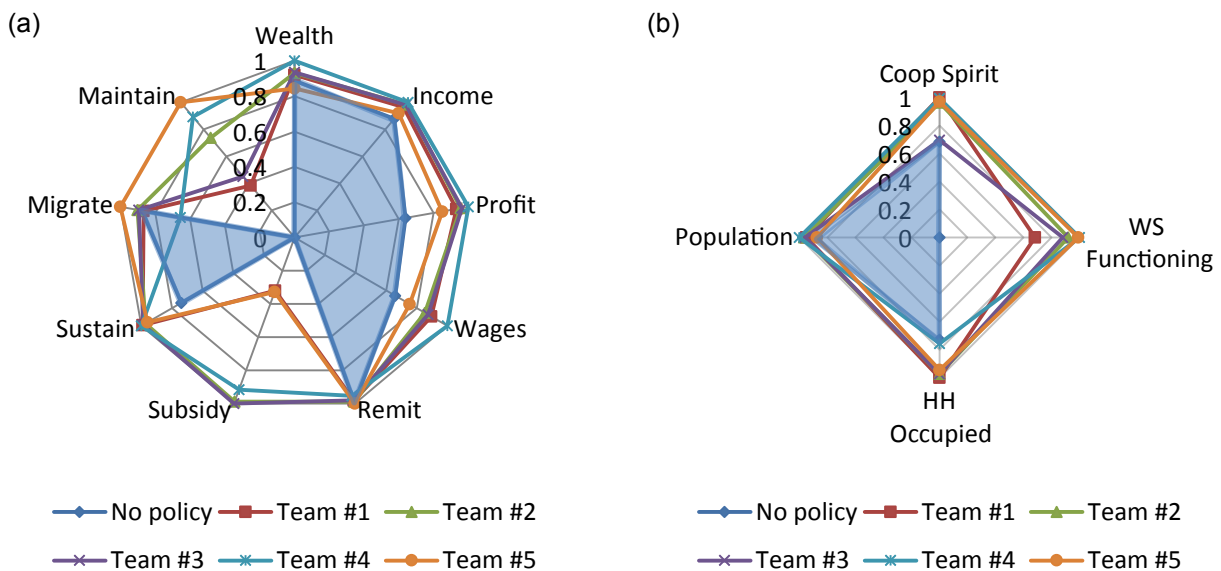 (a)
Wealth
1
0.8
0.6
0.4
0.2
0
Income
Profit
Wages
Remit
Subsidy
Sustain
Migrate
Maintain
No policy Team #1 Team #2
Team #3 Team #4 Team #5
(b)
Coop Spirit
1
0.8
0.6
0.4
0.2
0
WS
Functioning
HH
Occupied
Population
No policy Team #1 Team #2
Team #3 Team #4 Team #5